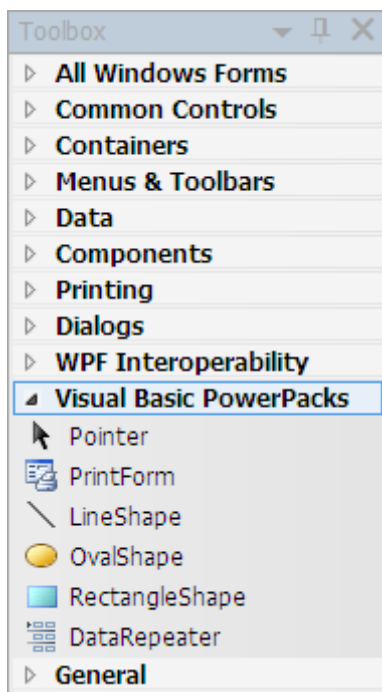 Toolbox
All Windows Forms
Common Controls
Containers
Menus & Toolbars
Data
Components
Printing
Dialogs
WPF Interoperability
Visual Basic PowerPacks
Pointer
PrintForm
LineShape
OvalShape
RectangleShape
DataRepeater
General